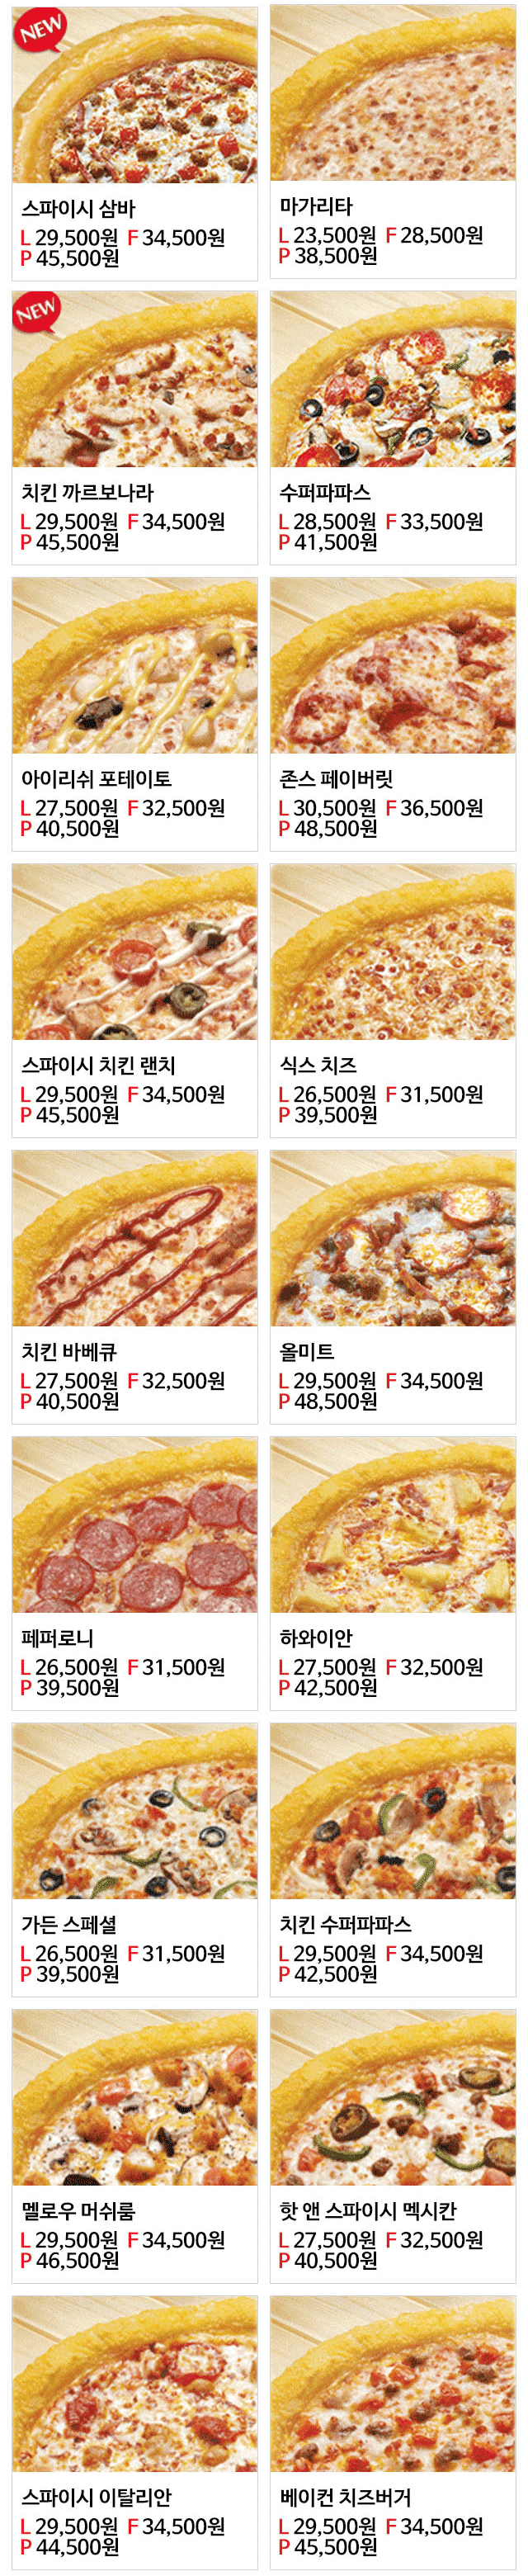 NEW
스파이시 삼바
L 29,500원 F 34,500원
P 45,500원
마가리타
L 23,500원 F 28,500원
P 38,500원
NEW
치킨 까르보나라
L 29,500원 F 34,500원
P 45,500원
수퍼파파스
L 28,500원 F 33,500원
P 41,500원
아이리쉬 포테이토
L 27,500원 F 32,500원
P 40,500원
존스 페이버릿
L 30,500원 F 36,500원
P 48,500원
스파이시 치킨 랜치
L 29,500원 F 34,500원
P 45,500원
식스 치즈
L 26,500원 F 31,500원
P 39,500원
치킨 바베큐
L 27,500원 F 32,500원
P 40,500원
올미트
L 29,500원 F 34,500원
P 48,500원
페퍼로니
L 26,500원 F 31,500원
P 39,500원
하와이안
L 27,500원 F 32,500원
P 42,500원
가든 스페셜
L 26,500원 F 31,500원
P 39,500원
치킨 수퍼파파스
L 29,500원 F 34,500원
P 42,500원
멜로우 머쉬룸
L 29,500원 F 34,500원
P 46,500원
핫 앤 스파이시 멕시칸
L 27,500원 F 32,500원
P 40,500원
스파이시 이탈리안
L 29,500원 F 34,500원
P 44,500원
베이컨 치즈버거
L 29,500원 F 34,500원
P 45,500원